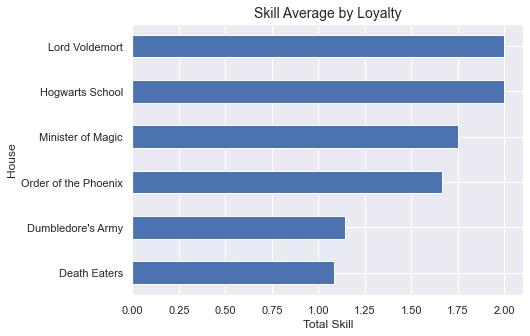 Skill Average by Loyalty
Lord Voldemort
Hogwarts School
Minister of Magic
Order of the Phoenix
Dumbledore's Army
Death Eaters
House
0.00 0.25 0.50 0.75 1.00 1.25 1.50 1.75 2.00
Total Skill